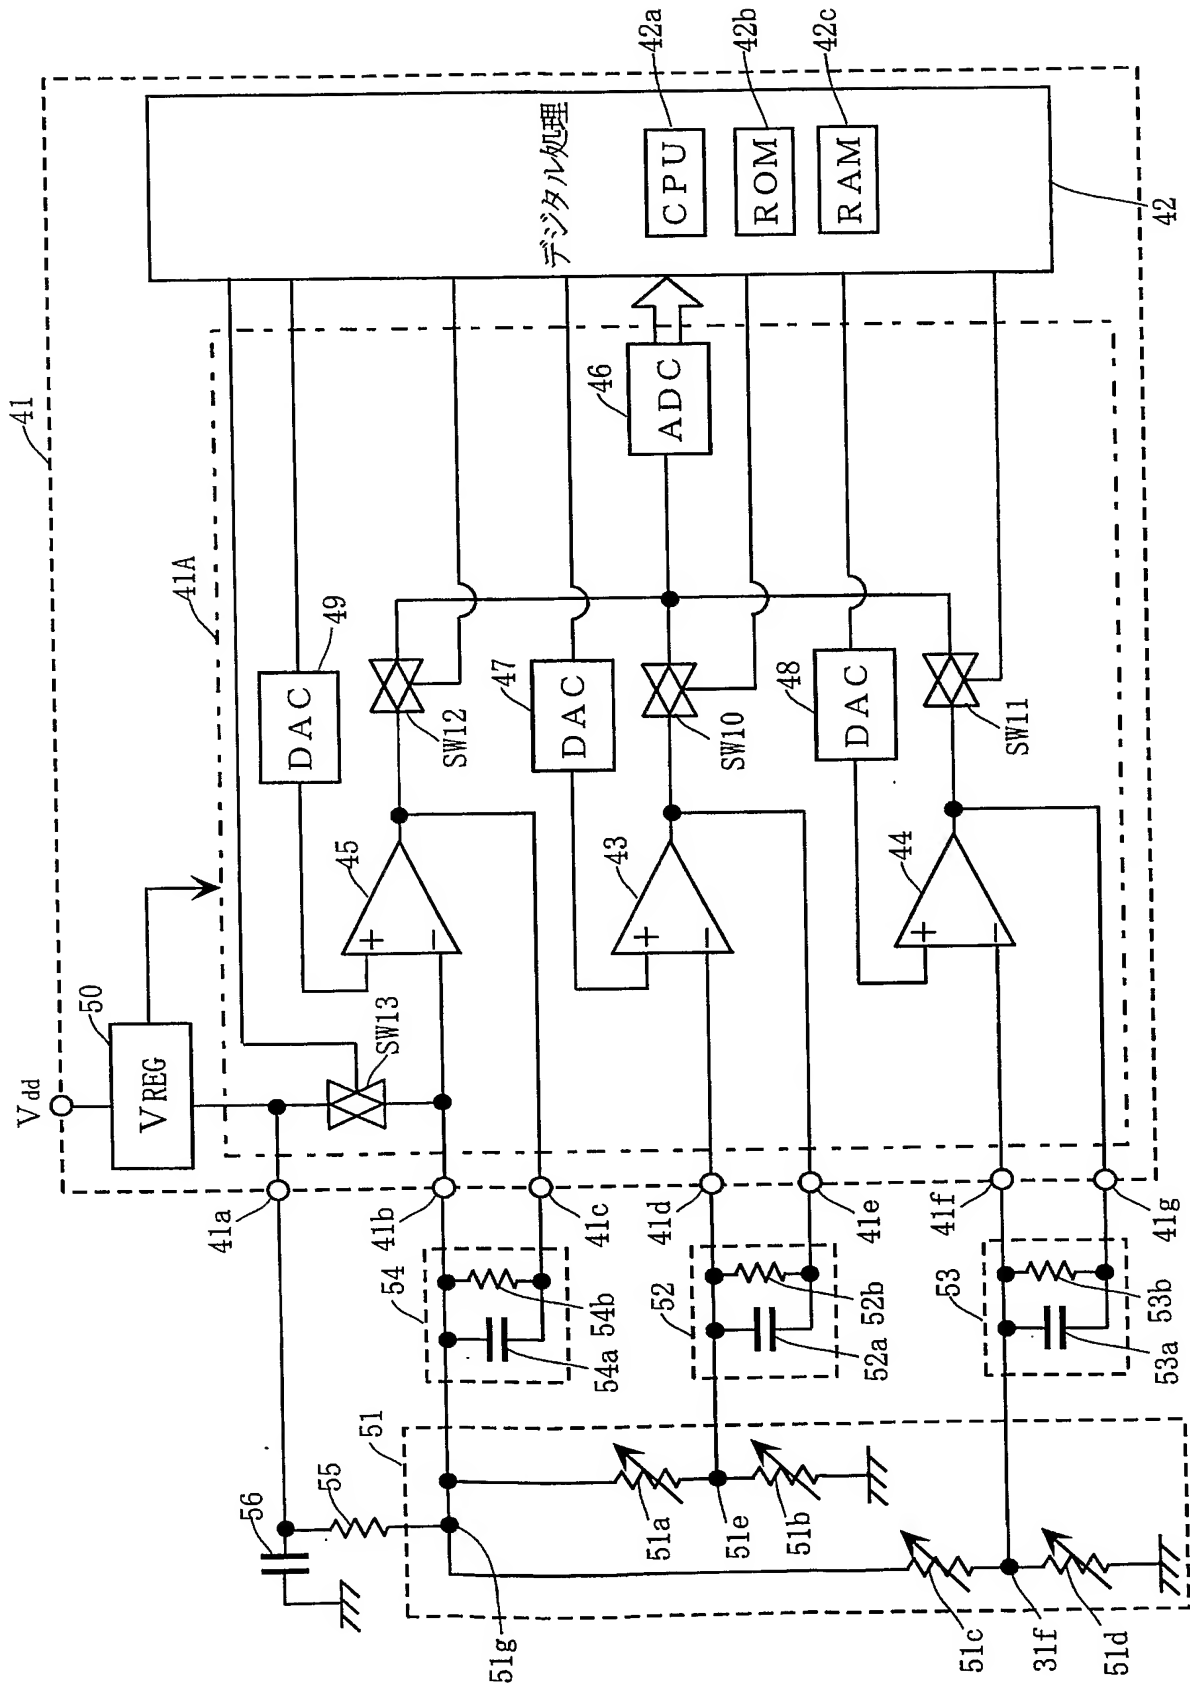 41
41A
Vdd
50
VREG
SW13
DAC
49
45
+
−
SW12
DAC
47
43
+
−
SW10
DAC
48
44
+
−
SW11
46
ADC
デジタル処理
CPU
ROM
RAM
42a
42b
42c
42
41a
41b
41c
41d
41e
41f
41g
54
54a
54b
52
52a
52b
53
53a
53b
56
55
51
51g
51a
51e
51b
51c
31f
51d